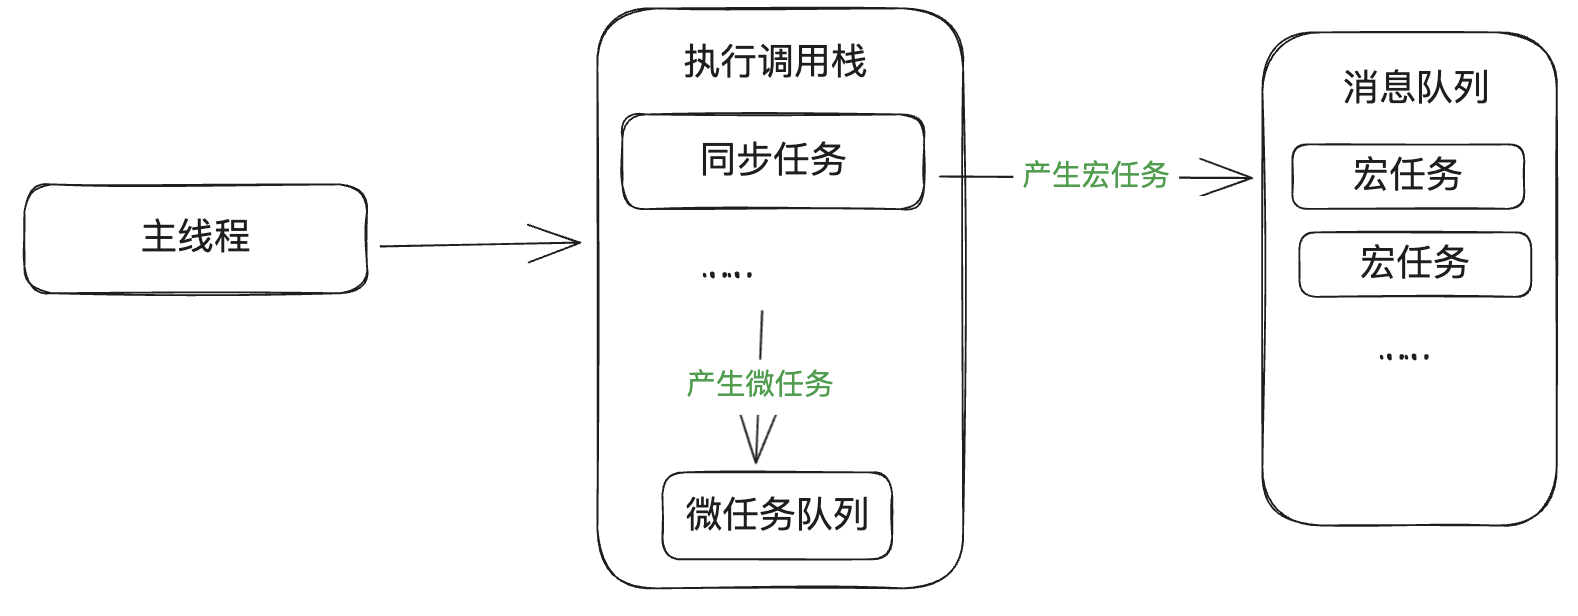 主线程
执行调用栈
同步任务
……
产生微任务
微任务队列
产生宏任务
消息队列
宏任务
宏任务
……